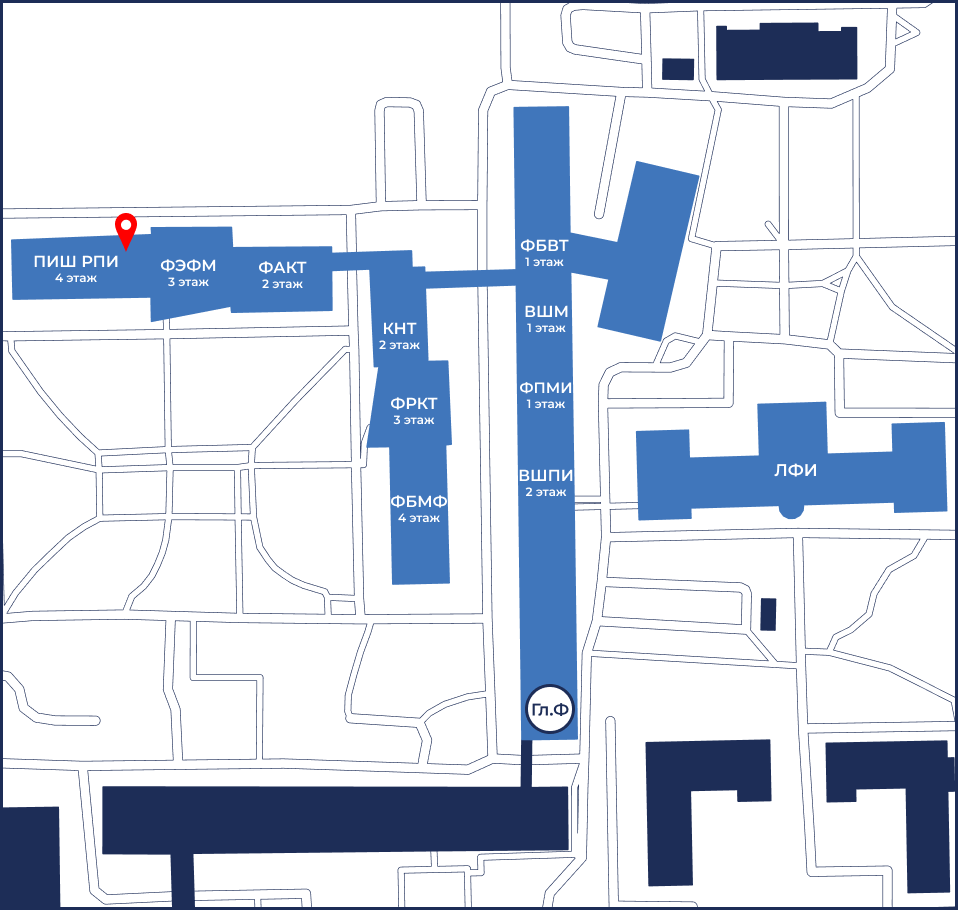 ФБВТ
1 этаж
ПИШ РПИ
4 этаж
ФЭФМ
3 этаж
ФАКТ
2 этаж
ВШМ
1 этаж
КНТ
2 этаж
ФПМИ
1 этаж
ФРКТ
3 этаж
ЛФИ
ВШПИ
2 этаж
ФБМФ
4 этаж
Гл.Ф